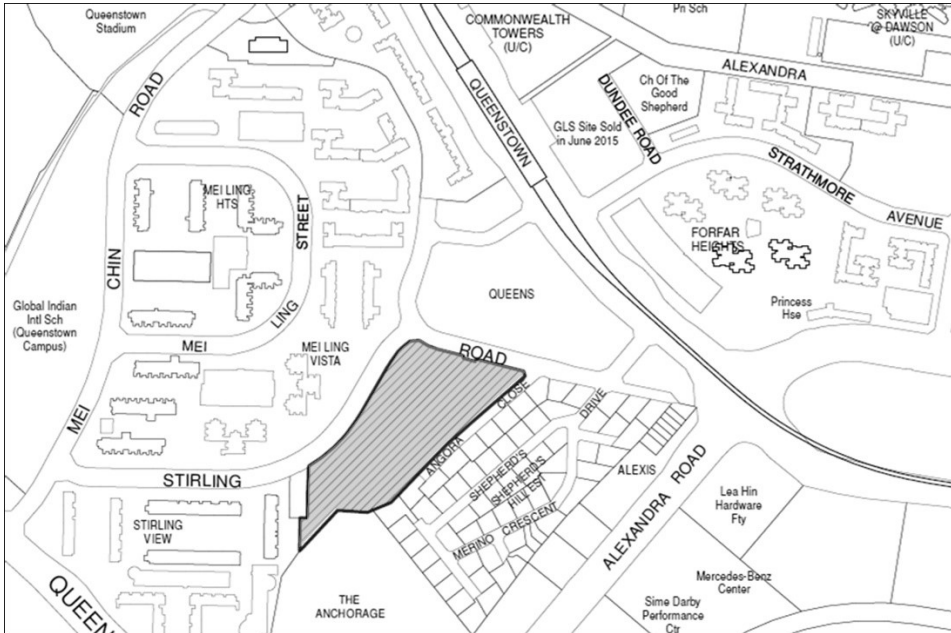 Queenstown
Stadium
COMMONWEALTH
TOWERS
(U/C)
Pri Sch
SKYVILLE
@ DAWSON
(U/C)
ROAD
QUEENSTOWN
ALEXANDRA
DUNDEE ROAD
Ch Of The
Good
Shepherd
GLS Site Sold
in June 2015
STRATHMORE
AVENUE
MEI LING
HTS
STREET
FORFAR
HEIGHTS
CHIN
QUEENS
Princess
Hse
Global Indian
Intl Sch
(Queenstown
Campus)
LING
MEI
MEI LING
VISTA
ROAD
MEI
CLOSE
DRIVE
ANGORA
SHEPHERD'S
SHEPHERD'S
HILL EST
ALEXIS
MERINO CRESCENT
ALEXANDRA ROAD
STIRLING
Lea Hin
Hardware
Fty
STIRLING
VIEW
Mercedes-Benz
Center
QUEEN
THE
ANCHORAGE
Sime Darby
Performance
Ctr